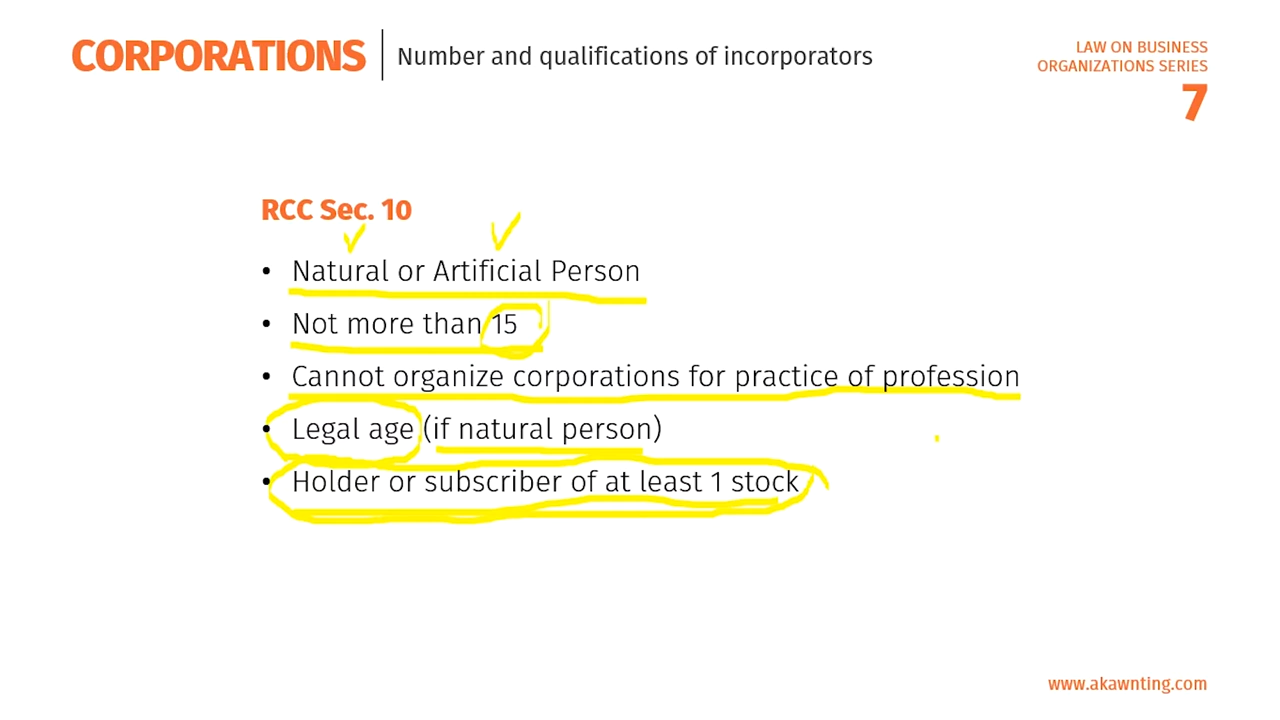 CORPORATIONS
Number and qualifications of incorporators
LAW ON BUSINESS
ORGANIZATIONS SERIES
7
RCC Sec. 10
• Natural or Artificial Person
• Not more than 15
• Cannot organize corporations for practice of profession
• Legal age (if natural person)
• Holder or subscriber of at least 1 stock
www.akawnting.com